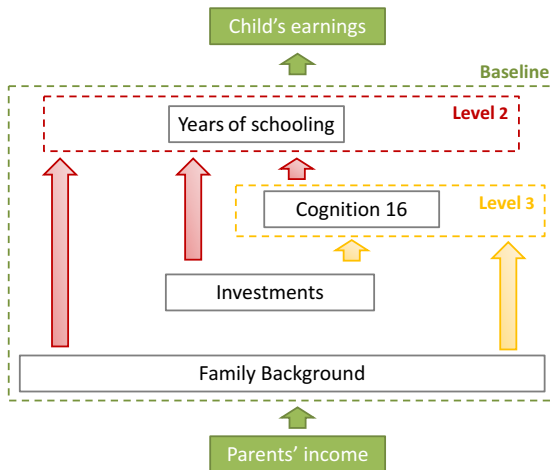 Child’s earnings
Baseline
Level 2
Years of schooling
Level 3
Cognition 16
Investments
Family Background
Parents’ income